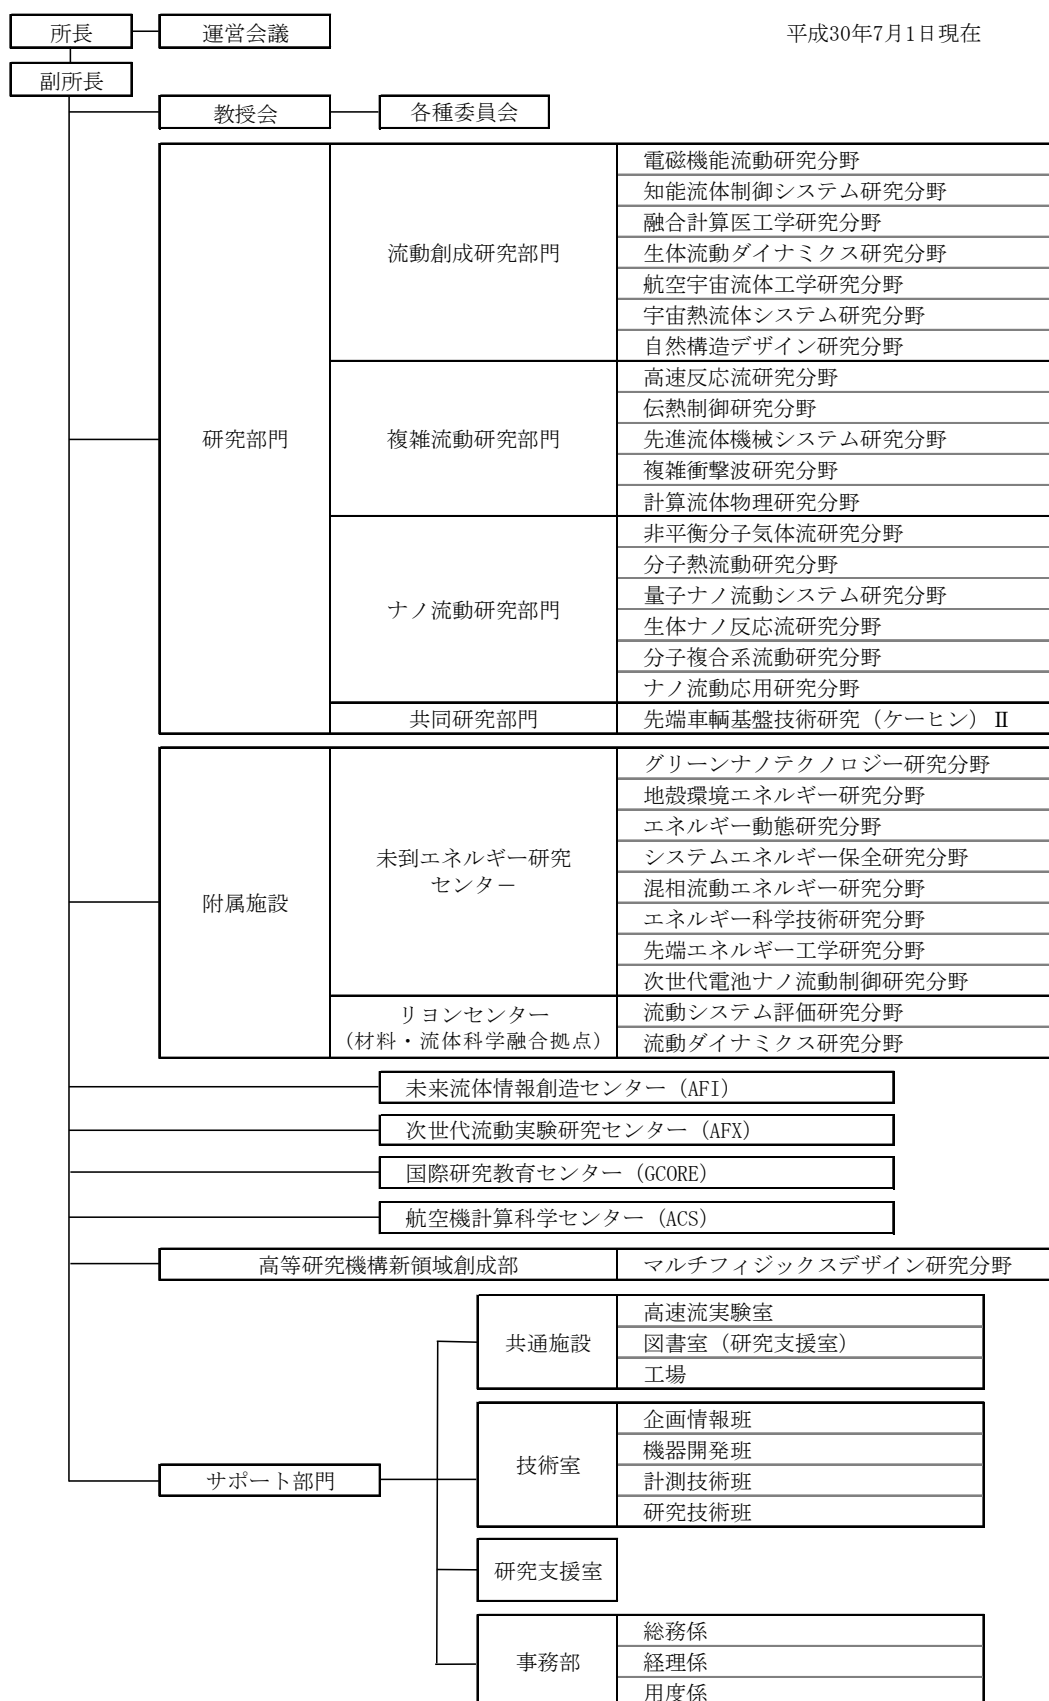 所長
運営会議
平成30年7月1日現在
副所長
教授会
各種委員会
研究部門
流動創成研究部門
電磁機能流動研究分野
知能流体制御システム研究分野
融合計算医工学研究分野
生体流動ダイナミクス研究分野
航空宇宙流体工学研究分野
宇宙熱流体システム研究分野
自然構造デザイン研究分野
複雑流動研究部門
高速反応流研究分野
伝熱制御研究分野
先進流体機械システム研究分野
複雑衝撃波研究分野
計算流体物理研究分野
ナノ流動研究部門
非平衡分子気体流研究分野
分子熱流動研究分野
量子ナノ流動システム研究分野
生体ナノ反応流研究分野
分子複合系流動研究分野
ナノ流動応用研究分野
共同研究部門
先端車輌基盤技術研究（ケーヒン）Ⅱ
附属施設
未到エネルギー研究
センター
グリーンナノテクノロジー研究分野
地殻環境エネルギー研究分野
エネルギー動態研究分野
システムエネルギー保全研究分野
混相流動エネルギー研究分野
エネルギー科学技術研究分野
先端エネルギー工学研究分野
次世代電池ナノ流動制御研究分野
リヨンセンター
（材料・流体科学融合拠点）
流動システム評価研究分野
流動ダイナミクス研究分野
未来流体情報創造センター（AFI）
次世代流動実験研究センター（AFX）
国際研究教育センター（GCORE）
航空機計算科学センター（ACS）
高等研究機構新領域創成部
マルチフィジックスデザイン研究分野
サポート部門
共通施設
高速流実験室
図書室（研究支援室）
工場
技術室
企画情報班
機器開発班
計測技術班
研究技術班
研究支援室
事務部
総務係
経理係
用度係